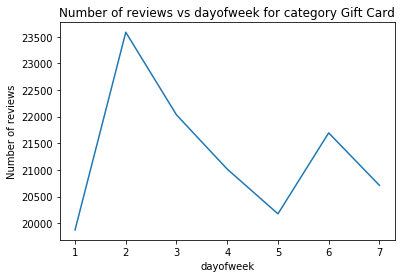 Number of reviews vs dayofweek for category Gift Card
23500
23000
22500
22000
21500
21000
20500
20000
Number of reviews
1 2 3 4 5 6 7
dayofweek